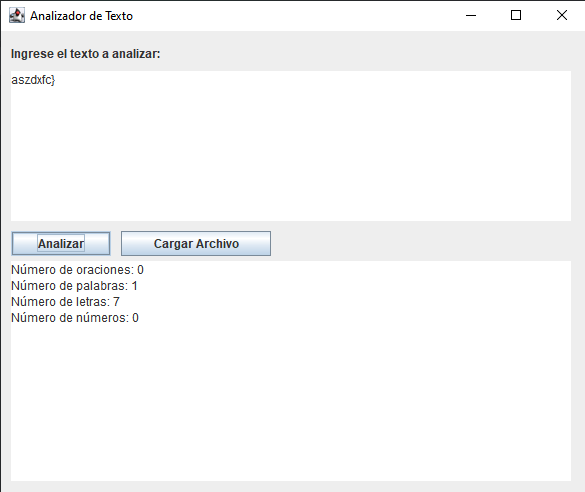 Analizador de Texto
Ingrese el texto a analizar:
aszdxfc}
Analizar
Cargar Archivo
Número de oraciones: 0
Número de palabras: 1
Número de letras: 7
Número de números: 0